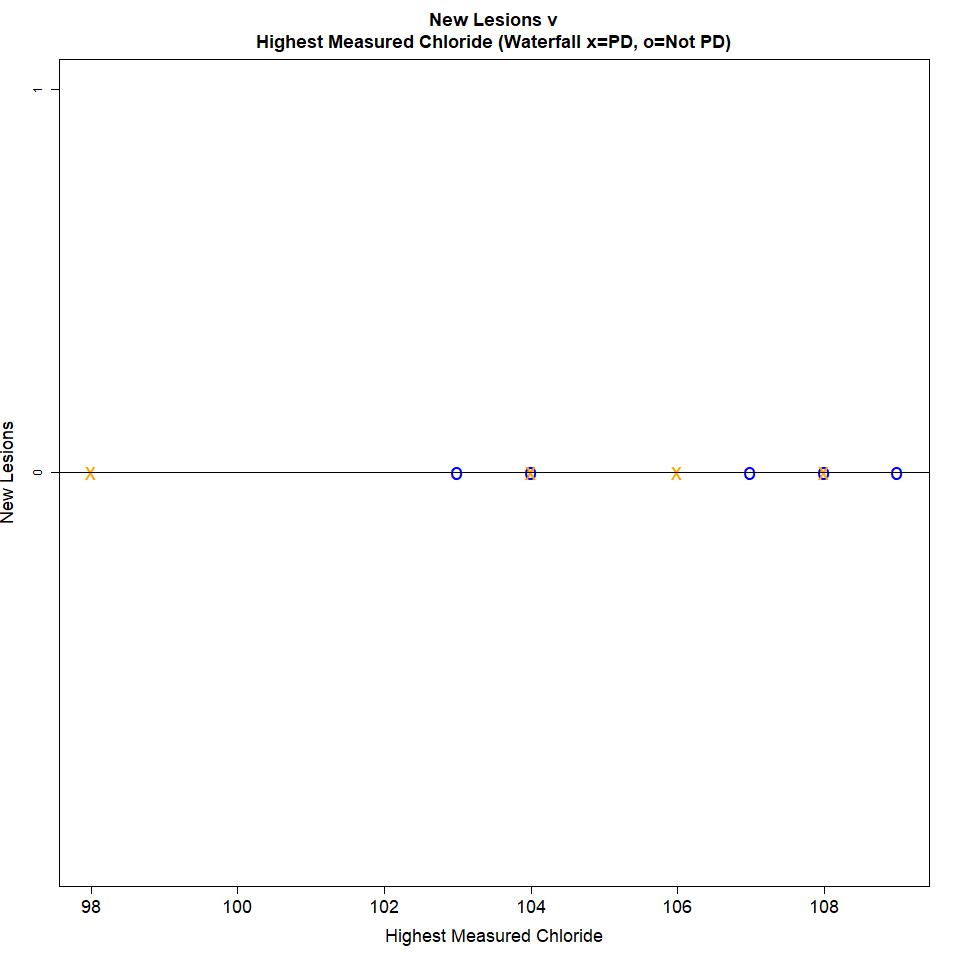 New Lesions v
Highest Measured Chloride (Waterfall x=PD, o=Not PD)
1
New Lesions
0
x o o x x o o x o
98 100 102 104 106 108
Highest Measured Chloride